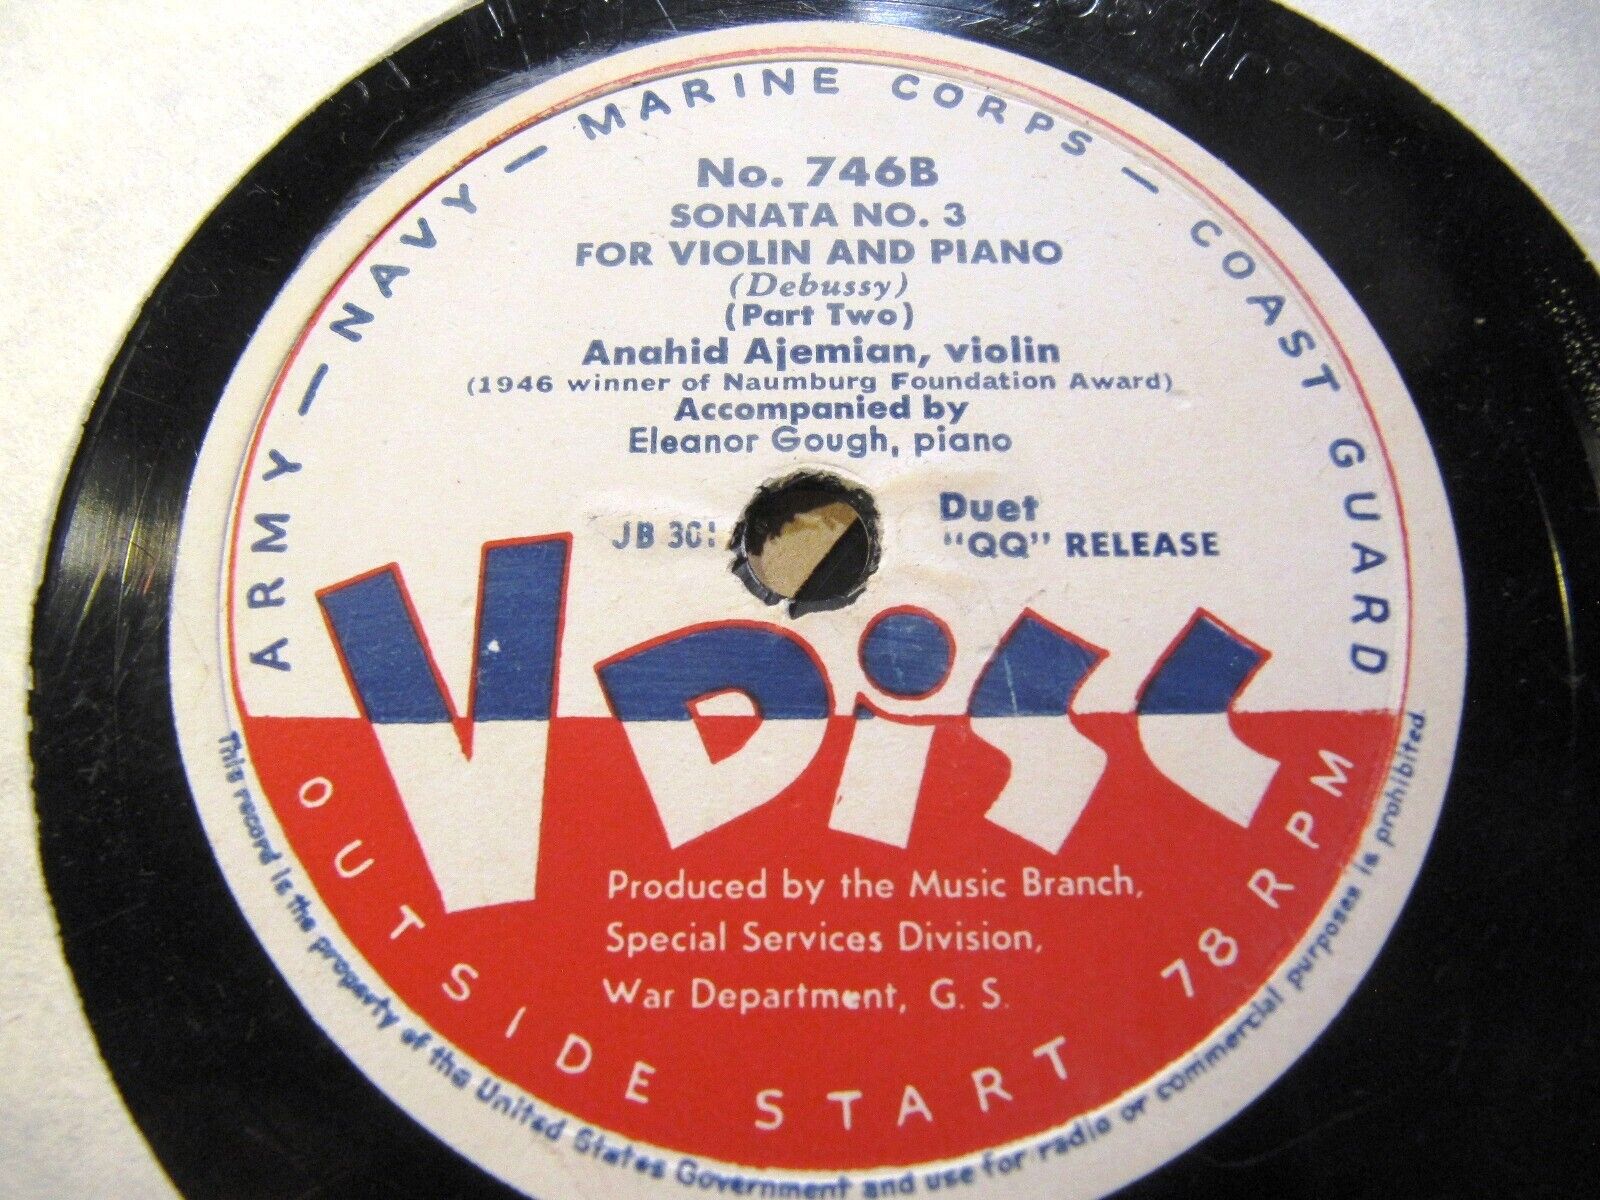 ARMY — NAVY — MARINE CORPS — COAST GUARD
No. 746B
SONATA NO. 3
FOR VIOLIN AND PIANO
(Debussy)
(Part Two)
Anahid Ajemian, violin
(1946 winner of Naumburg Foundation Award)
Accompanied by
Eleanor Gough, piano
JB 301
Duet
"QQ" RELEASE
V DiSC
Produced by the Music Branch,
Special Services Division,
War Department, G. S.
OUTSIDE START 78 RPM
This record is the property of the United States Government and use for radio or commercial purposes is prohibited.